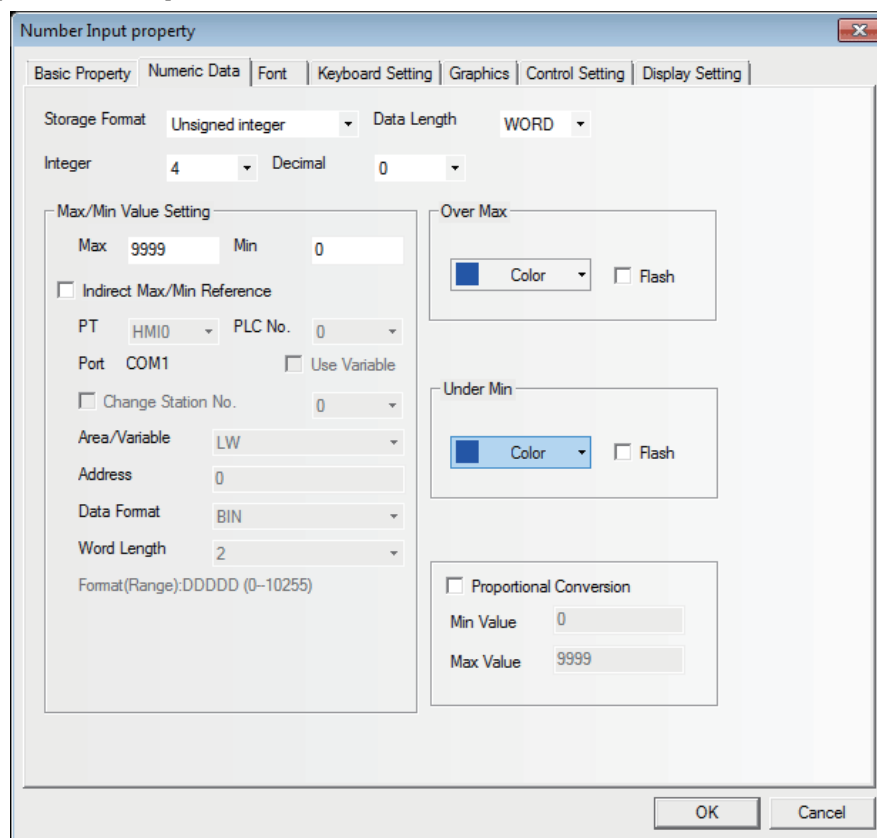 Number Input property
Basic Property Numeric Data Font Keyboard Setting Graphics Control Setting Display Setting
Storage Format Unsigned integer Data Length WORD
Integer 4 Decimal 0
Max/Min Value Setting
Max 9999 Min 0
Indirect Max/Min Reference
PT HMI0 PLC No. 0
Port COM1 Use Variable
Change Station No. 0
Area/Variable LW
Address 0
Data Format BIN
Word Length 2
Format(Range):DDDDD (0--10255)
Over Max
Color Flash
Under Min
Color Flash
Proportional Conversion
Min Value 0
Max Value 9999
OK Cancel